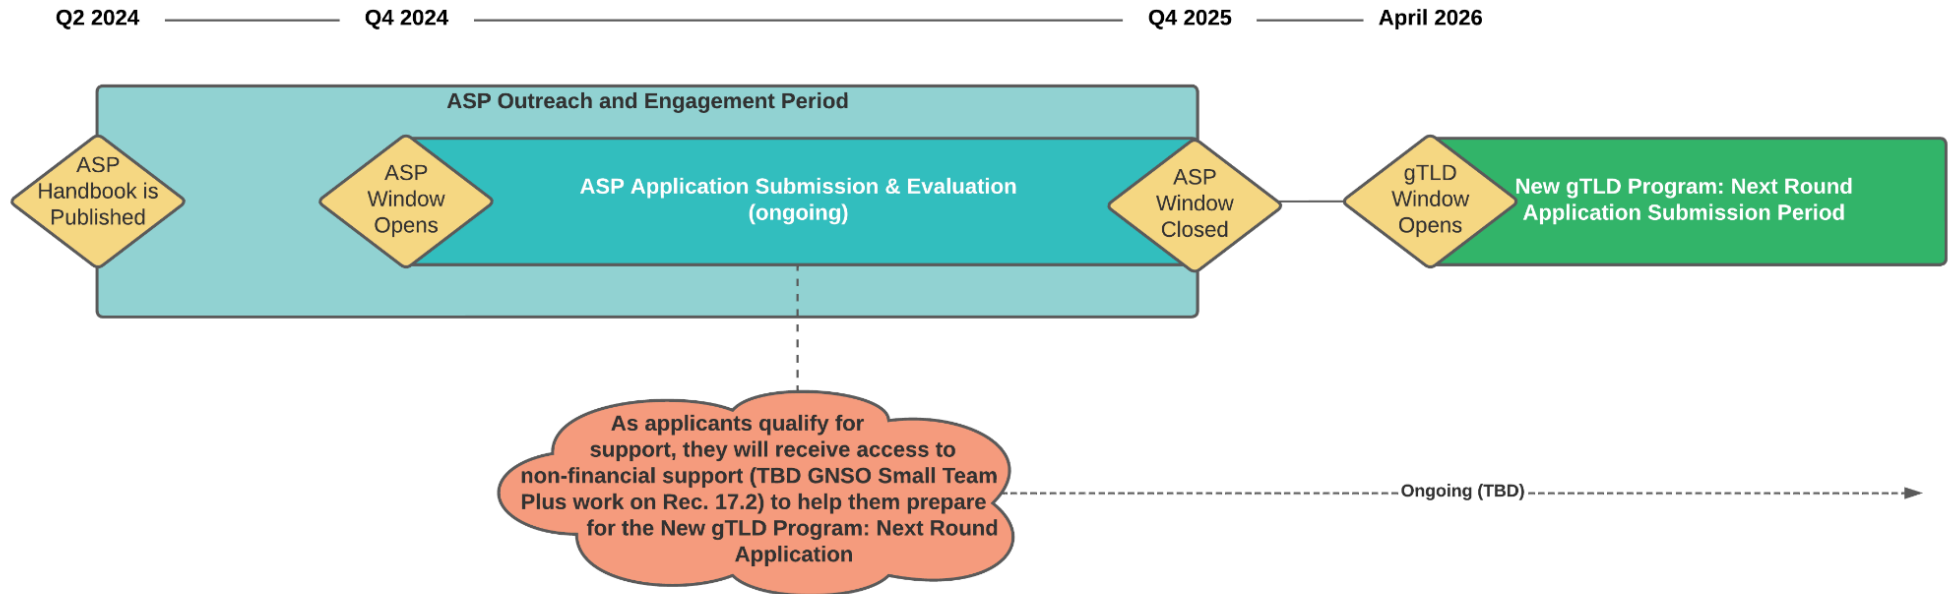 Q2 2024
Q4 2024
Q4 2025
April 2026
ASP Outreach and Engagement Period
ASP
Handbook is
Published
ASP
Window
Opens
ASP Application Submission & Evaluation
(ongoing)
ASP
Window
Closed
gTLD
Window
Opens
New gTLD Program: Next Round
Application Submission Period
As applicants qualify for
support, they will receive access to
non-financial support (TBD GNSO Small Team
Plus work on Rec. 17.2) to help them prepare
for the New gTLD Program: Next Round
Application
Ongoing (TBD)